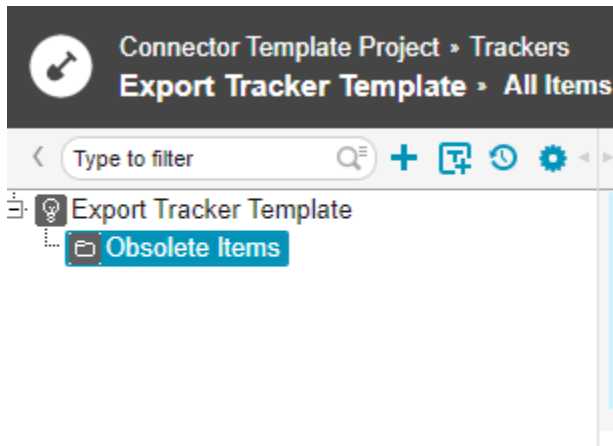 Connector Template Project » Trackers
Export Tracker Template » All Items
Type to filter
Export Tracker Template
Obsolete Items